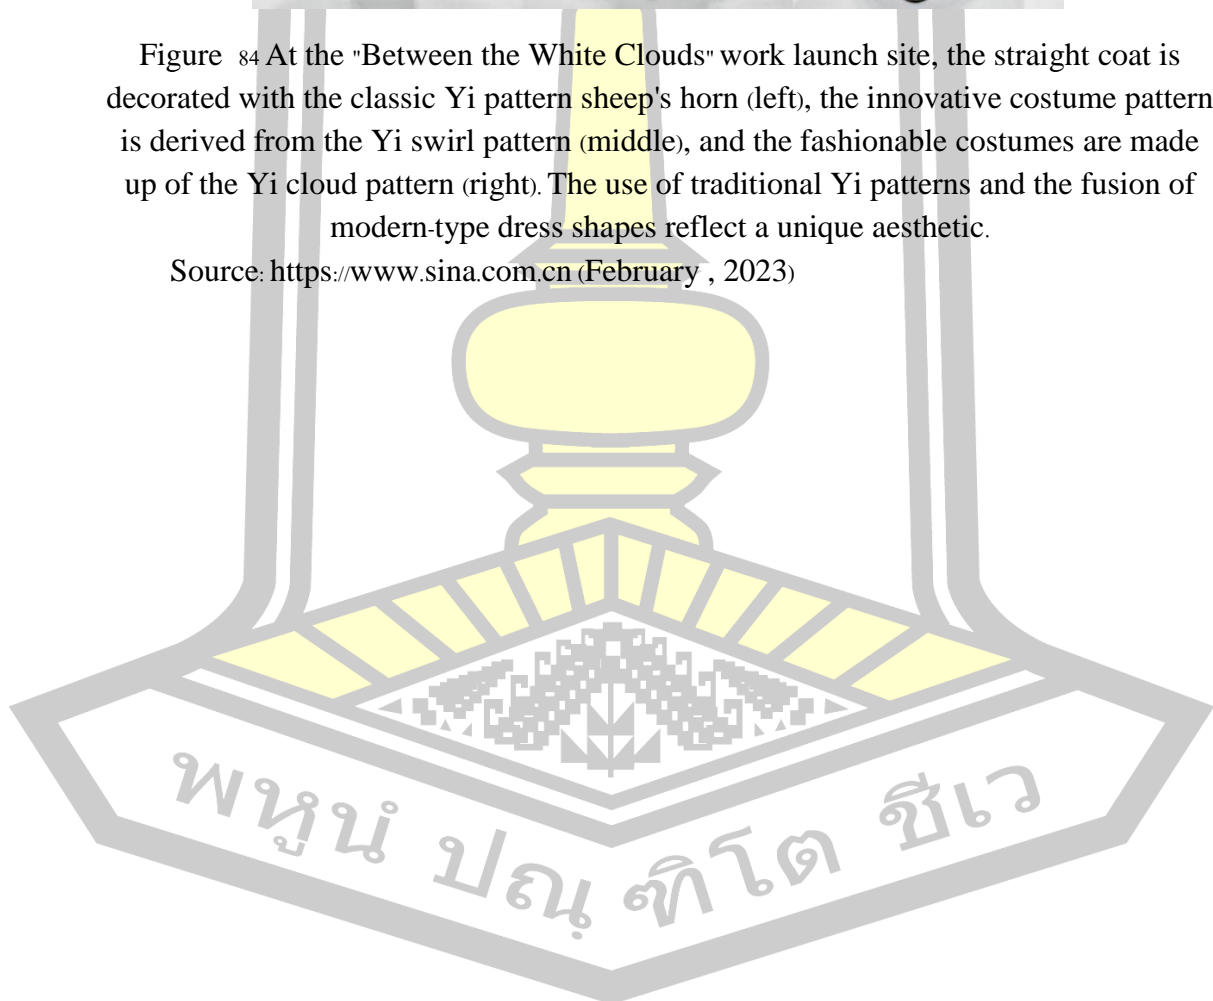 Figure 84 At the "Between the White Clouds" work launch site, the straight coat is
decorated with the classic Yi pattern sheep's horn (left), the innovative costume pattern
is derived from the Yi swirl pattern (middle), and the fashionable costumes are made
up of the Yi cloud pattern (right). The use of traditional Yi patterns and the fusion of
modern-type dress shapes reflect a unique aesthetic.
Source: https://www.sina.com.cn (February , 2023)
พหูนํ ปณฺ ฑิโต ชีเว